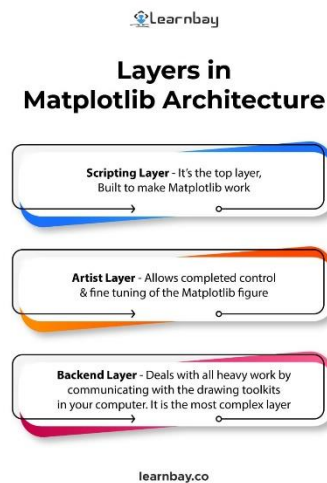 Learnbay
Layers in
Matplotlib Architecture
Scripting Layer - It's the top layer,
Built to make Matplotlib work
Artist Layer - Allows completed control
& fine tuning of the Matplotlib figure
Backend Layer - Deals with all heavy work by
communicating with the drawing toolkits
in your computer. It is the most complex layer
learnbay.co